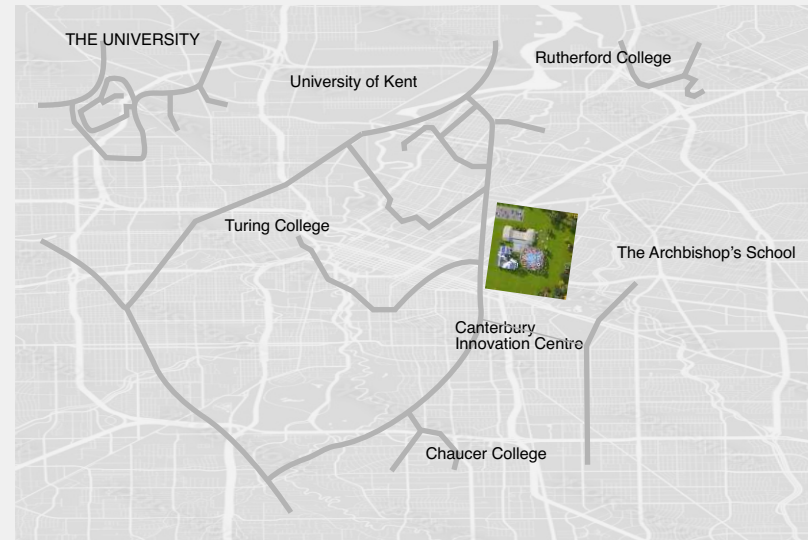 THE UNIVERSITY
Rutherford College
University of Kent
Turing College
The Archbishop's School
Canterbury
Innovation Centre
Chaucer College